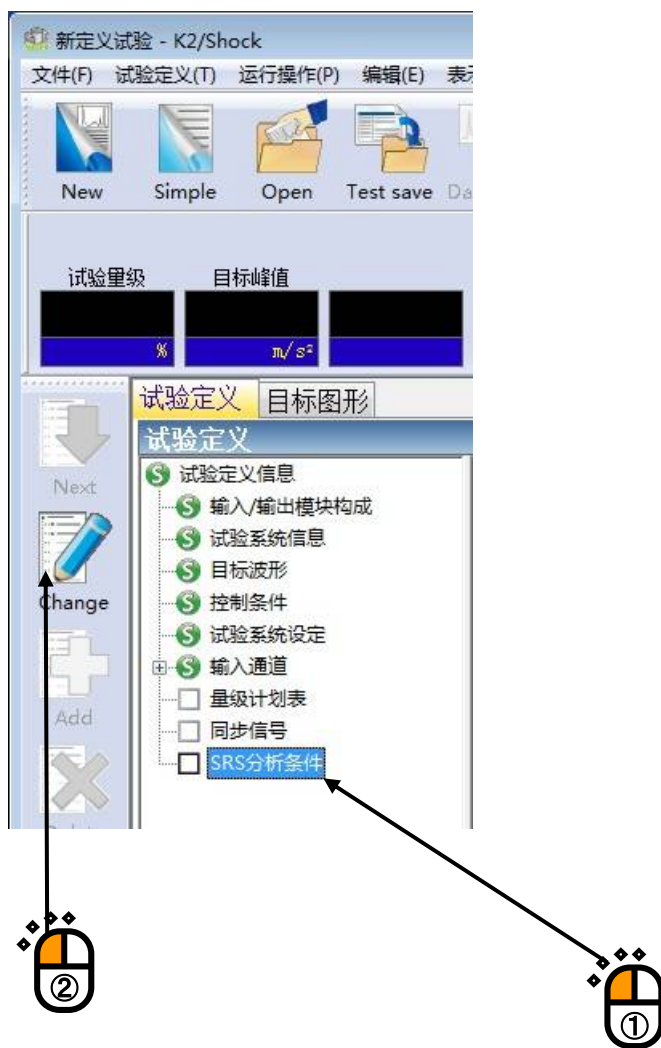 新定义试验 - K2/Shock
文件(F) 试验定义(T) 运行操作(P) 编辑(E)
New Simple Open Test save
试验量级 目标峰值
% m/s²
试验定义 目标图形
试验定义
试验定义信息
Next
输入/输出模块构成
试验系统信息
目标波形
Change
控制条件
试验系统设定
输入通道
量级计划表
Add
同步信号
SRS分析条件
②
①